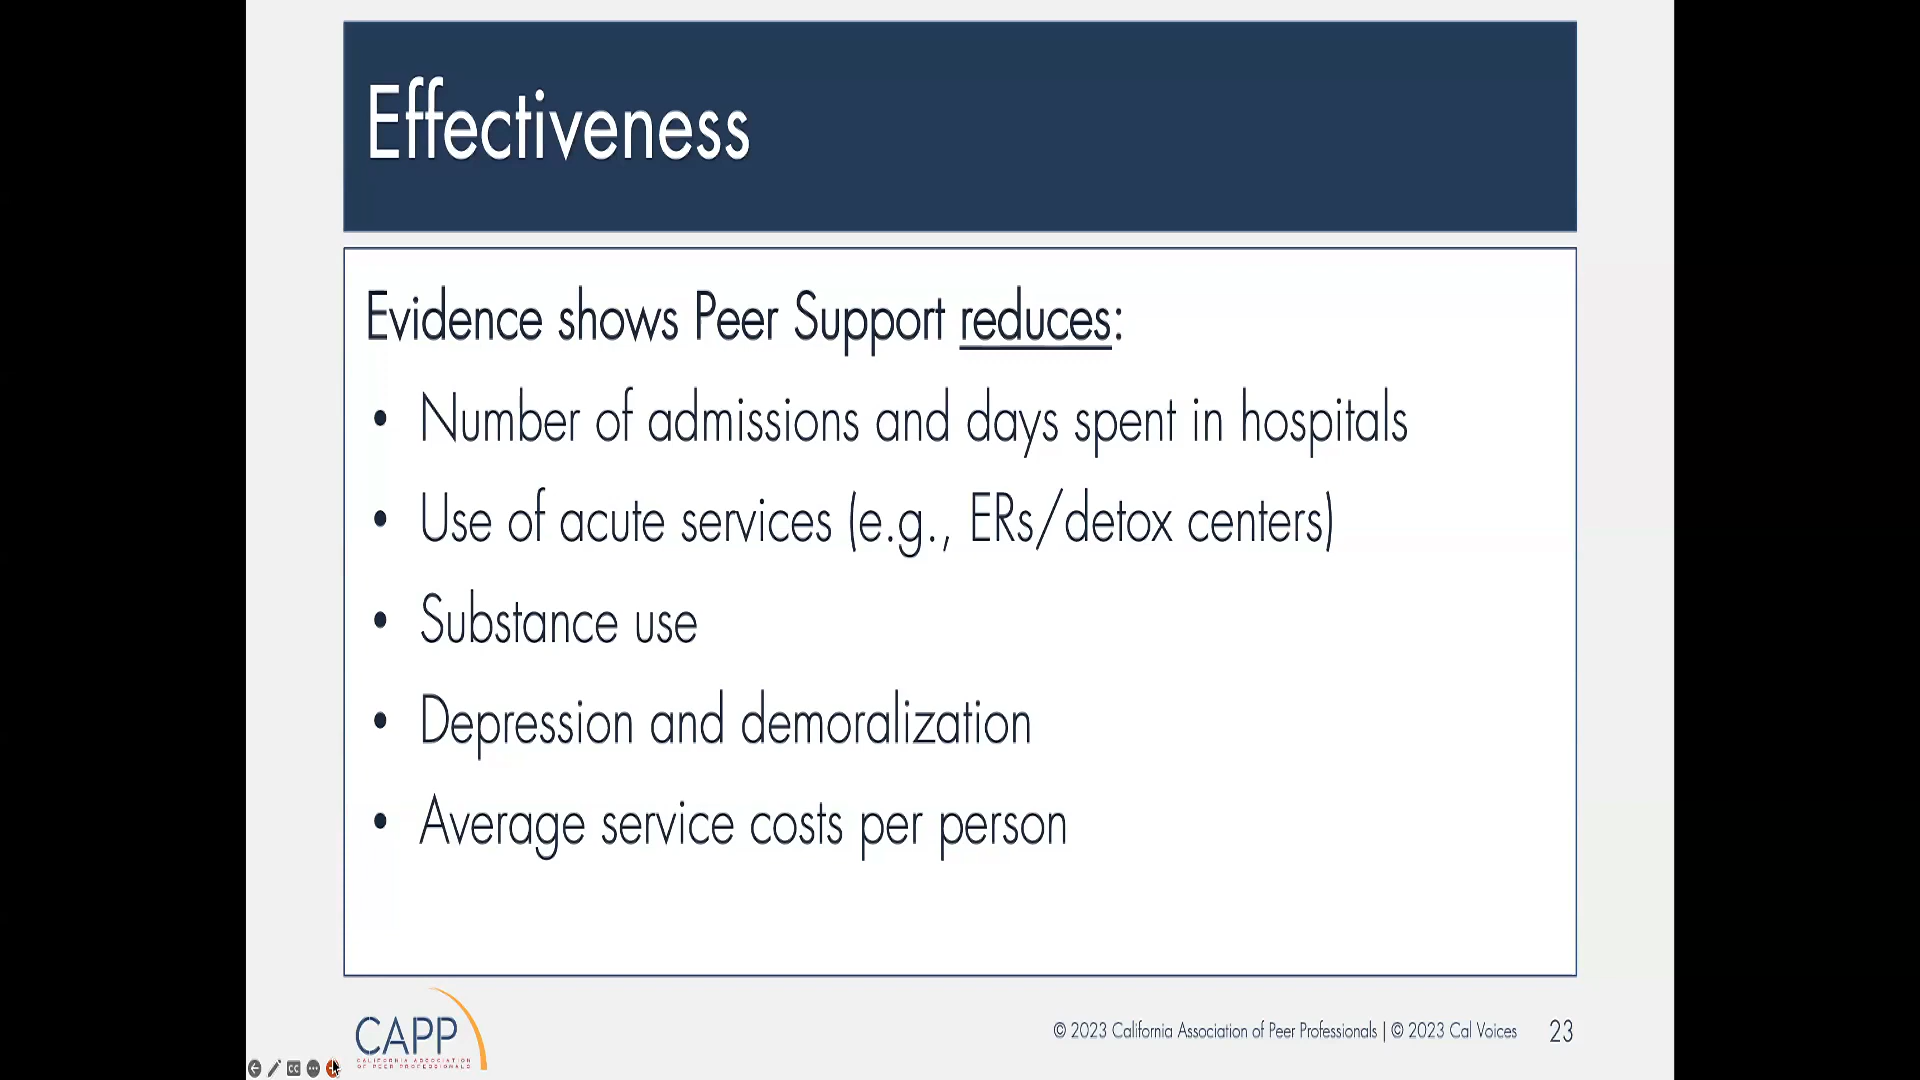 Effectiveness
Evidence shows Peer Support reduces:
• Number of admissions and days spent in hospitals
• Use of acute services (e.g., ERs/detox centers)
• Substance use
• Depression and demoralization
• Average service costs per person
CAPP
CALIFORNIA ASSOCIATION
OF PEER PROFESSIONALS
© 2023 California Association of Peer Professionals | © 2023 Cal Voices 23
CC